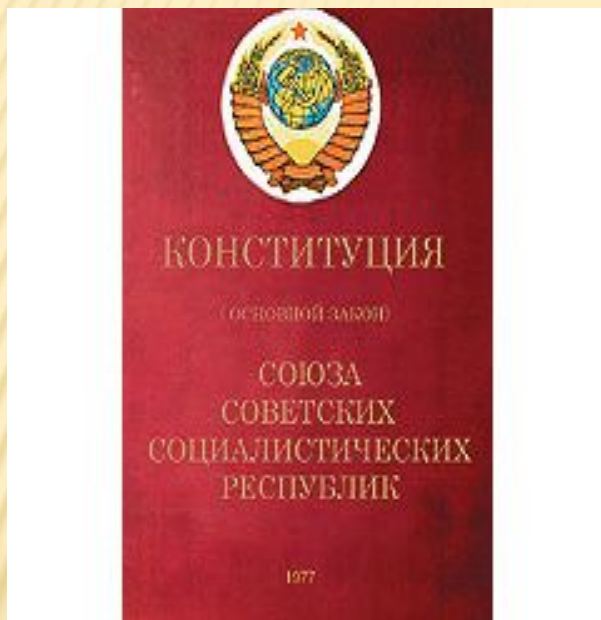 КОНСТИТУЦИЯ
(ОСНОВНОЙ ЗАКОН)
СОЮЗА
СОВЕТСКИХ
СОЦИАЛИСТИЧЕСКИХ
РЕСПУБЛИК
1977